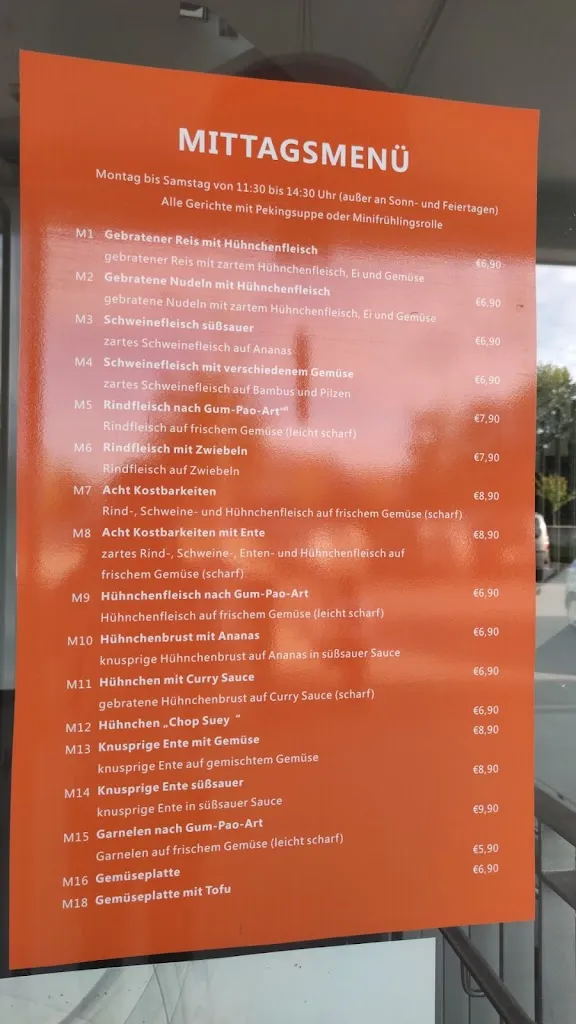 MITTAGSMENÜ
Montag bis Samstag von 11:30 bis 14:30 Uhr (außer an Sonn- und Feiertagen)
Alle Gerichte mit Pekingsuppe oder Minifrühlingsrolle
M1 Gebratener Reis mit Hühnchenfleisch
gebratener Reis mit zartem Hühnchenfleisch, Ei und Gemüse €6,90
M2 Gebratene Nudeln mit Hühnchenfleisch
gebratene Nudeln mit zartem Hühnchenfleisch, Ei und Gemüse €6,90
M3 Schweinefleisch süßsauer €6,90
zartes Schweinefleisch auf Ananas
M4 Schweinefleisch mit verschiedenem Gemüse €6,90
zartes Schweinefleisch auf Bambus und Pilzen
M5 Rindfleisch nach Gum-Pao-Art €7,90
Rindfleisch auf frischem Gemüse (leicht scharf)
M6 Rindfleisch mit Zwiebeln €7,90
Rindfleisch auf Zwiebeln
M7 Acht Kostbarkeiten €8,90
Rind-, Schweine- und Hühnchenfleisch auf frischem Gemüse (scharf)
M8 Acht Kostbarkeiten mit Ente €8,90
zartes Rind-, Schweine-, Enten- und Hühnchenfleisch auf
frischem Gemüse (scharf)
M9 Hühnchenfleisch nach Gum-Pao-Art €6,90
Hühnchenfleisch auf frischem Gemüse (leicht scharf)
M10 Hühnchenbrust mit Ananas €6,90
knusprige Hühnchenbrust auf Ananas in süßsauer Sauce
M11 Hühnchen mit Curry Sauce €6,90
gebratene Hühnchenbrust auf Curry Sauce (scharf)
M12 Hühnchen „Chop Suey “ €6,90
M13 Knusprige Ente mit Gemüse €8,90
knusprige Ente auf gemischtem Gemüse
M14 Knusprige Ente süßsauer €8,90
knusprige Ente in süßsauer Sauce
M15 Garnelen nach Gum-Pao-Art €9,90
Garnelen auf frischem Gemüse (leicht scharf)
M16 Gemüseplatte €5,90
M18 Gemüseplatte mit Tofu €6,90